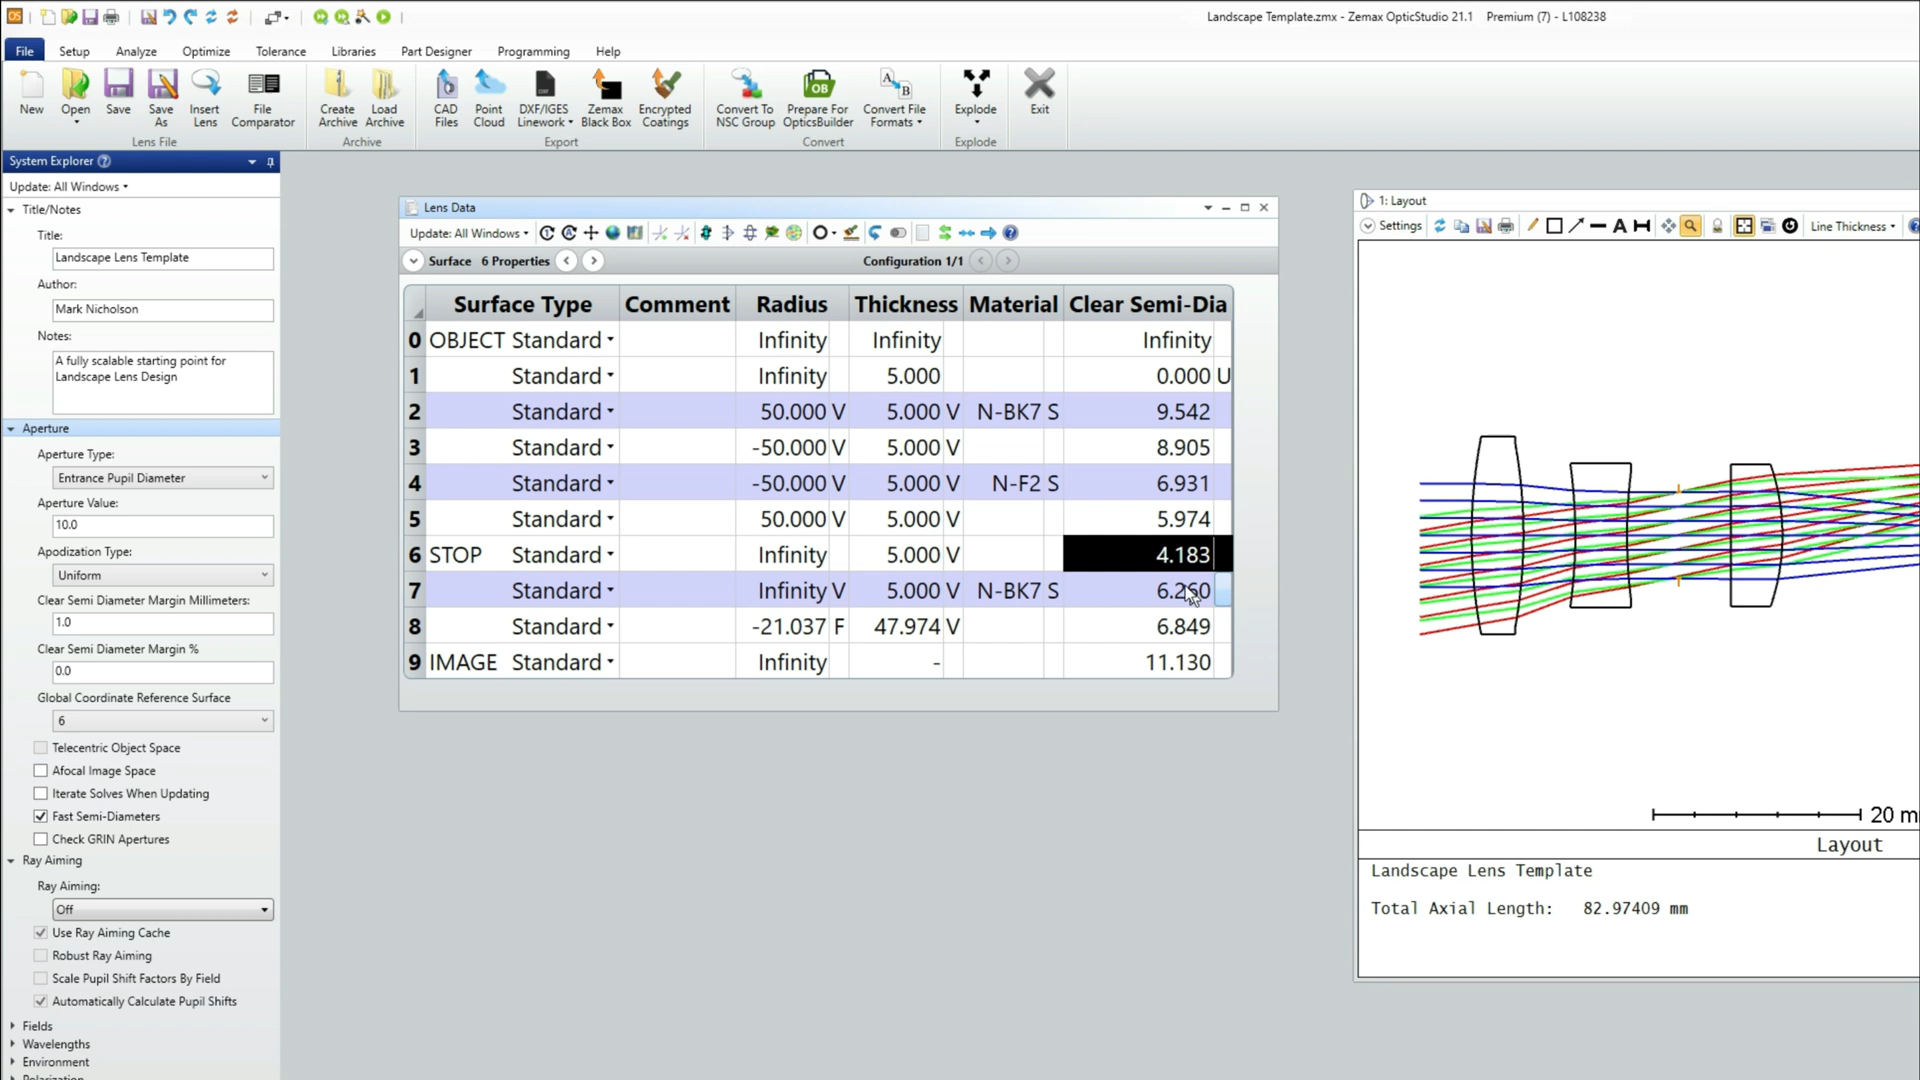 OS
Landscape Template.zmx - Zemax OpticStudio 21.1 Premium (7) - L108238
File Setup Analyze Optimize Tolerance Libraries Part Designer Programming Help
New Open Save Save As Insert Lens File Comparator Create Archive Load Archive CAD Files Point Cloud DXF/IGES Linework Zemax Black Box Encrypted Coatings Convert To NSC Group Prepare For OpticsBuilder Convert File Formats Explode Exit
Lens File Archive Export Convert Explode
System Explorer
Update: All Windows
Title/Notes
Title:
Landscape Lens Template
Author:
Mark Nicholson
Notes:
A fully scalable starting point for
Landscape Lens Design
Aperture
Aperture Type:
Entrance Pupil Diameter
Aperture Value:
10.0
Apodization Type:
Uniform
Clear Semi Diameter Margin Millimeters:
1.0
Clear Semi Diameter Margin %
0.0
Global Coordinate Reference Surface
6
Telecentric Object Space
Afocal Image Space
Iterate Solves When Updating
Fast Semi-Diameters
Check GRIN Apertures
Ray Aiming
Ray Aiming:
Off
Use Ray Aiming Cache
Robust Ray Aiming
Scale Pupil Shift Factors By Field
Automatically Calculate Pupil Shifts
Fields
Wavelengths
Environment
Polarization
Lens Data
Update: All Windows
Surface 6 Properties Configuration 1/1
Surface Type Comment Radius Thickness Material Clear Semi-Dia
0 OBJECT Standard Infinity Infinity Infinity
1 Standard Infinity 5.000 0.000 U
2 Standard 50.000 V 5.000 V N-BK7 S 9.542
3 Standard -50.000 V 5.000 V 8.905
4 Standard -50.000 V 5.000 V N-F2 S 6.931
5 Standard 50.000 V 5.000 V 5.974
6 STOP Standard Infinity 5.000 V 4.183
7 Standard Infinity V 5.000 V N-BK7 S
8 Standard -21.037 F 47.974 V 6.849
9 IMAGE Standard Infinity - 11.130
1: Layout
Settings Line Thickness
20 m
Layout
Landscape Lens Template
Total Axial Length: 82.97409 mm